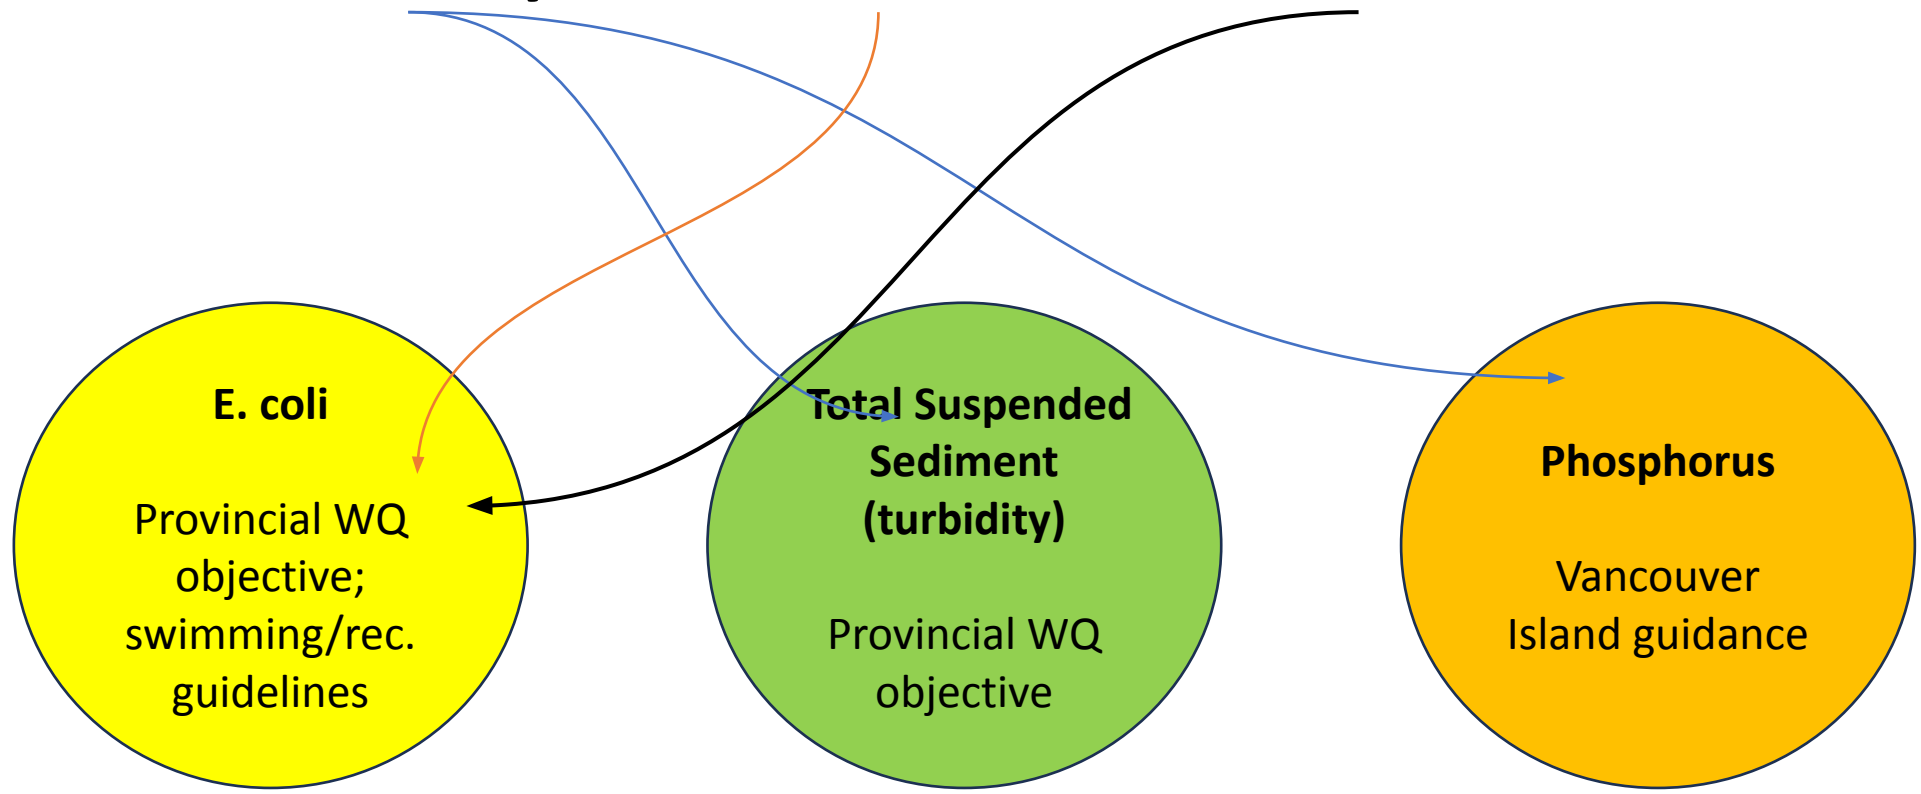 E. coli
Provincial WQ
objective;
swimming/rec.
guidelines
Total Suspended
Sediment
(turbidity)
Provincial WQ
objective
Phosphorus
Vancouver
Island guidance